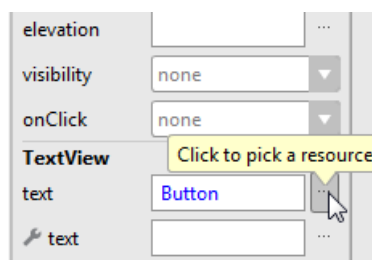 elevation
...
visibility
none
onClick
none
Click to pick a resource
TextView
text
Button
...
text
...